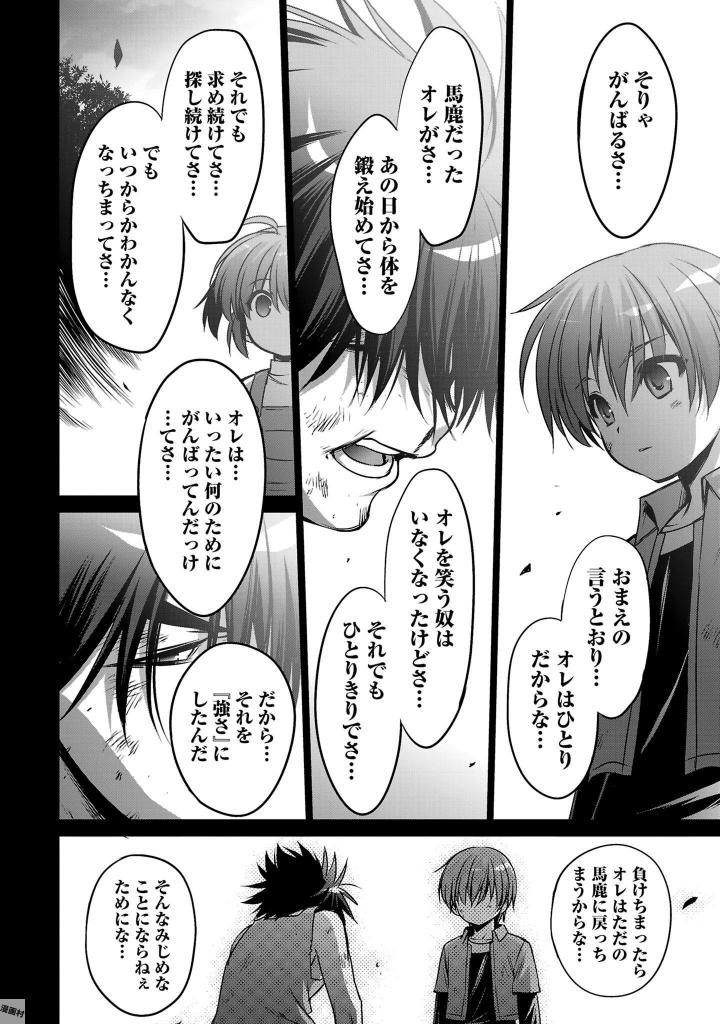 そりゃ
がんばるさ…
おまえの
言うとおり…
オレはひとり
だからな…
馬鹿だった
オレがさ…
あの日から体を
鍛え始めてさ…
オレを笑う奴は
いなくなったけどさ…
それでも
ひとりきりでさ…
それでも
求め続けてさ…
探し続けてさ…
でも
いつからかわかんなく
なっちまってさ…
オレは…
いったい何のために
がんばってんだっけ
…てさ…
だから…
それを
『強さ』に
したんだ
負けちまったら
オレはただの
馬鹿に戻っち
まうからな…
そんなみじめな
ことにならねぇ
ためにな…
漫画村